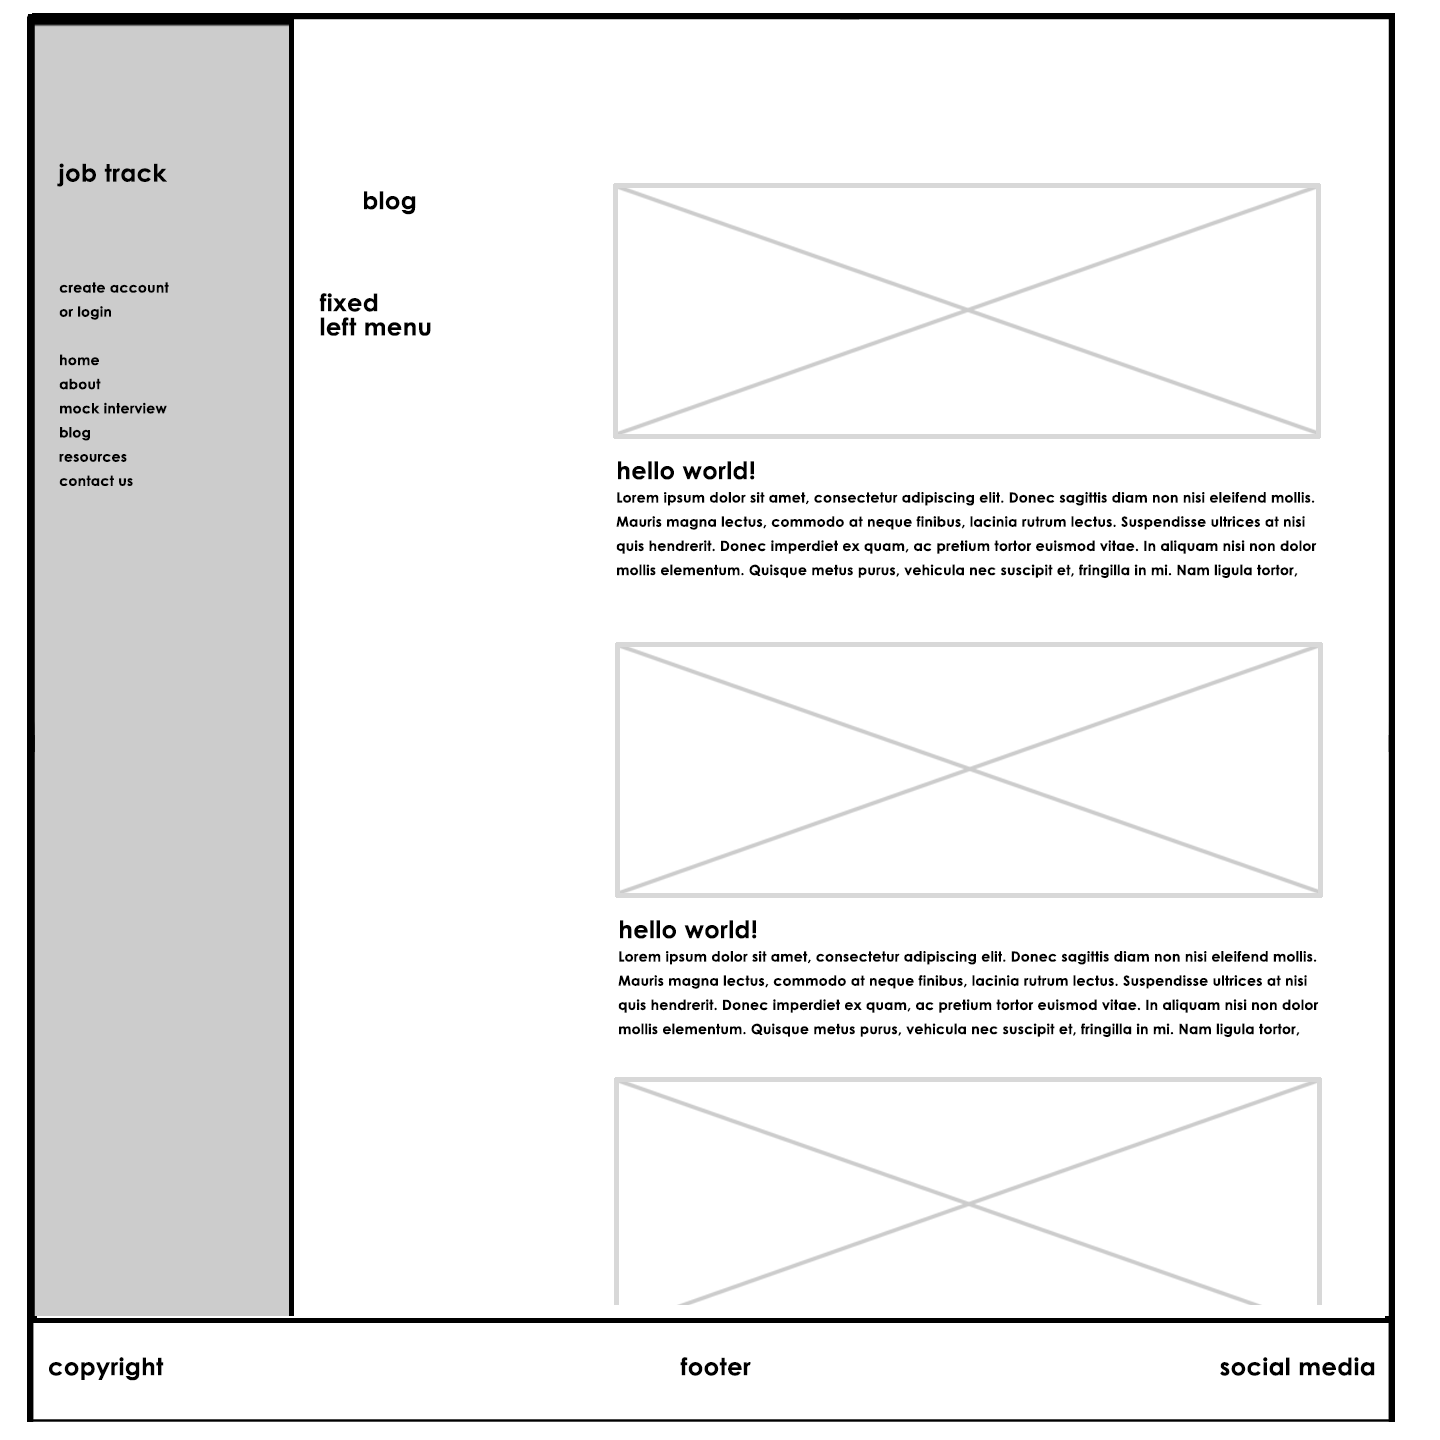 job track
create account
or login
home
about
mock interview
blog
resources
contact us
blog
fixed
left menu
hello world!
Lorem ipsum dolor sit amet, consectetur adipiscing elit. Donec sagittis diam non nisi eleifend mollis.
Mauris magna lectus, commodo at neque finibus, lacinia rutrum lectus. Suspendisse ultrices at nisi
quis hendrerit. Donec imperdiet ex quam, ac pretium tortor euismod vitae. In aliquam nisi non dolor
mollis elementum. Quisque metus purus, vehicula nec suscipit et, fringilla in mi. Nam ligula tortor,
hello world!
Lorem ipsum dolor sit amet, consectetur adipiscing elit. Donec sagittis diam non nisi eleifend mollis.
Mauris magna lectus, commodo at neque finibus, lacinia rutrum lectus. Suspendisse ultrices at nisi
quis hendrerit. Donec imperdiet ex quam, ac pretium tortor euismod vitae. In aliquam nisi non dolor
mollis elementum. Quisque metus purus, vehicula nec suscipit et, fringilla in mi. Nam ligula tortor,
copyright
footer
social media